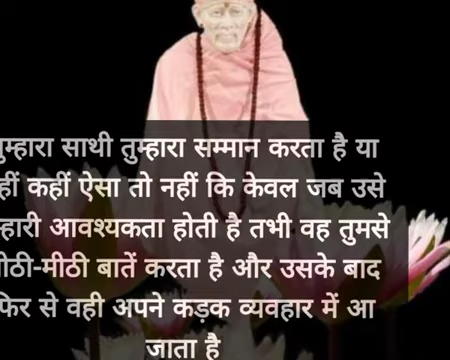 ुम्हारा साथी तुम्हारा सम्मान करता है या
हीं कहीं ऐसा तो नहीं कि केवल जब उसे
म्हारी आवश्यकता होती है तभी वह तुमसे
ीठी-मीठी बातें करता है और उसके बाद
फिर से वही अपने कड़क व्यवहार में आ
जाता है